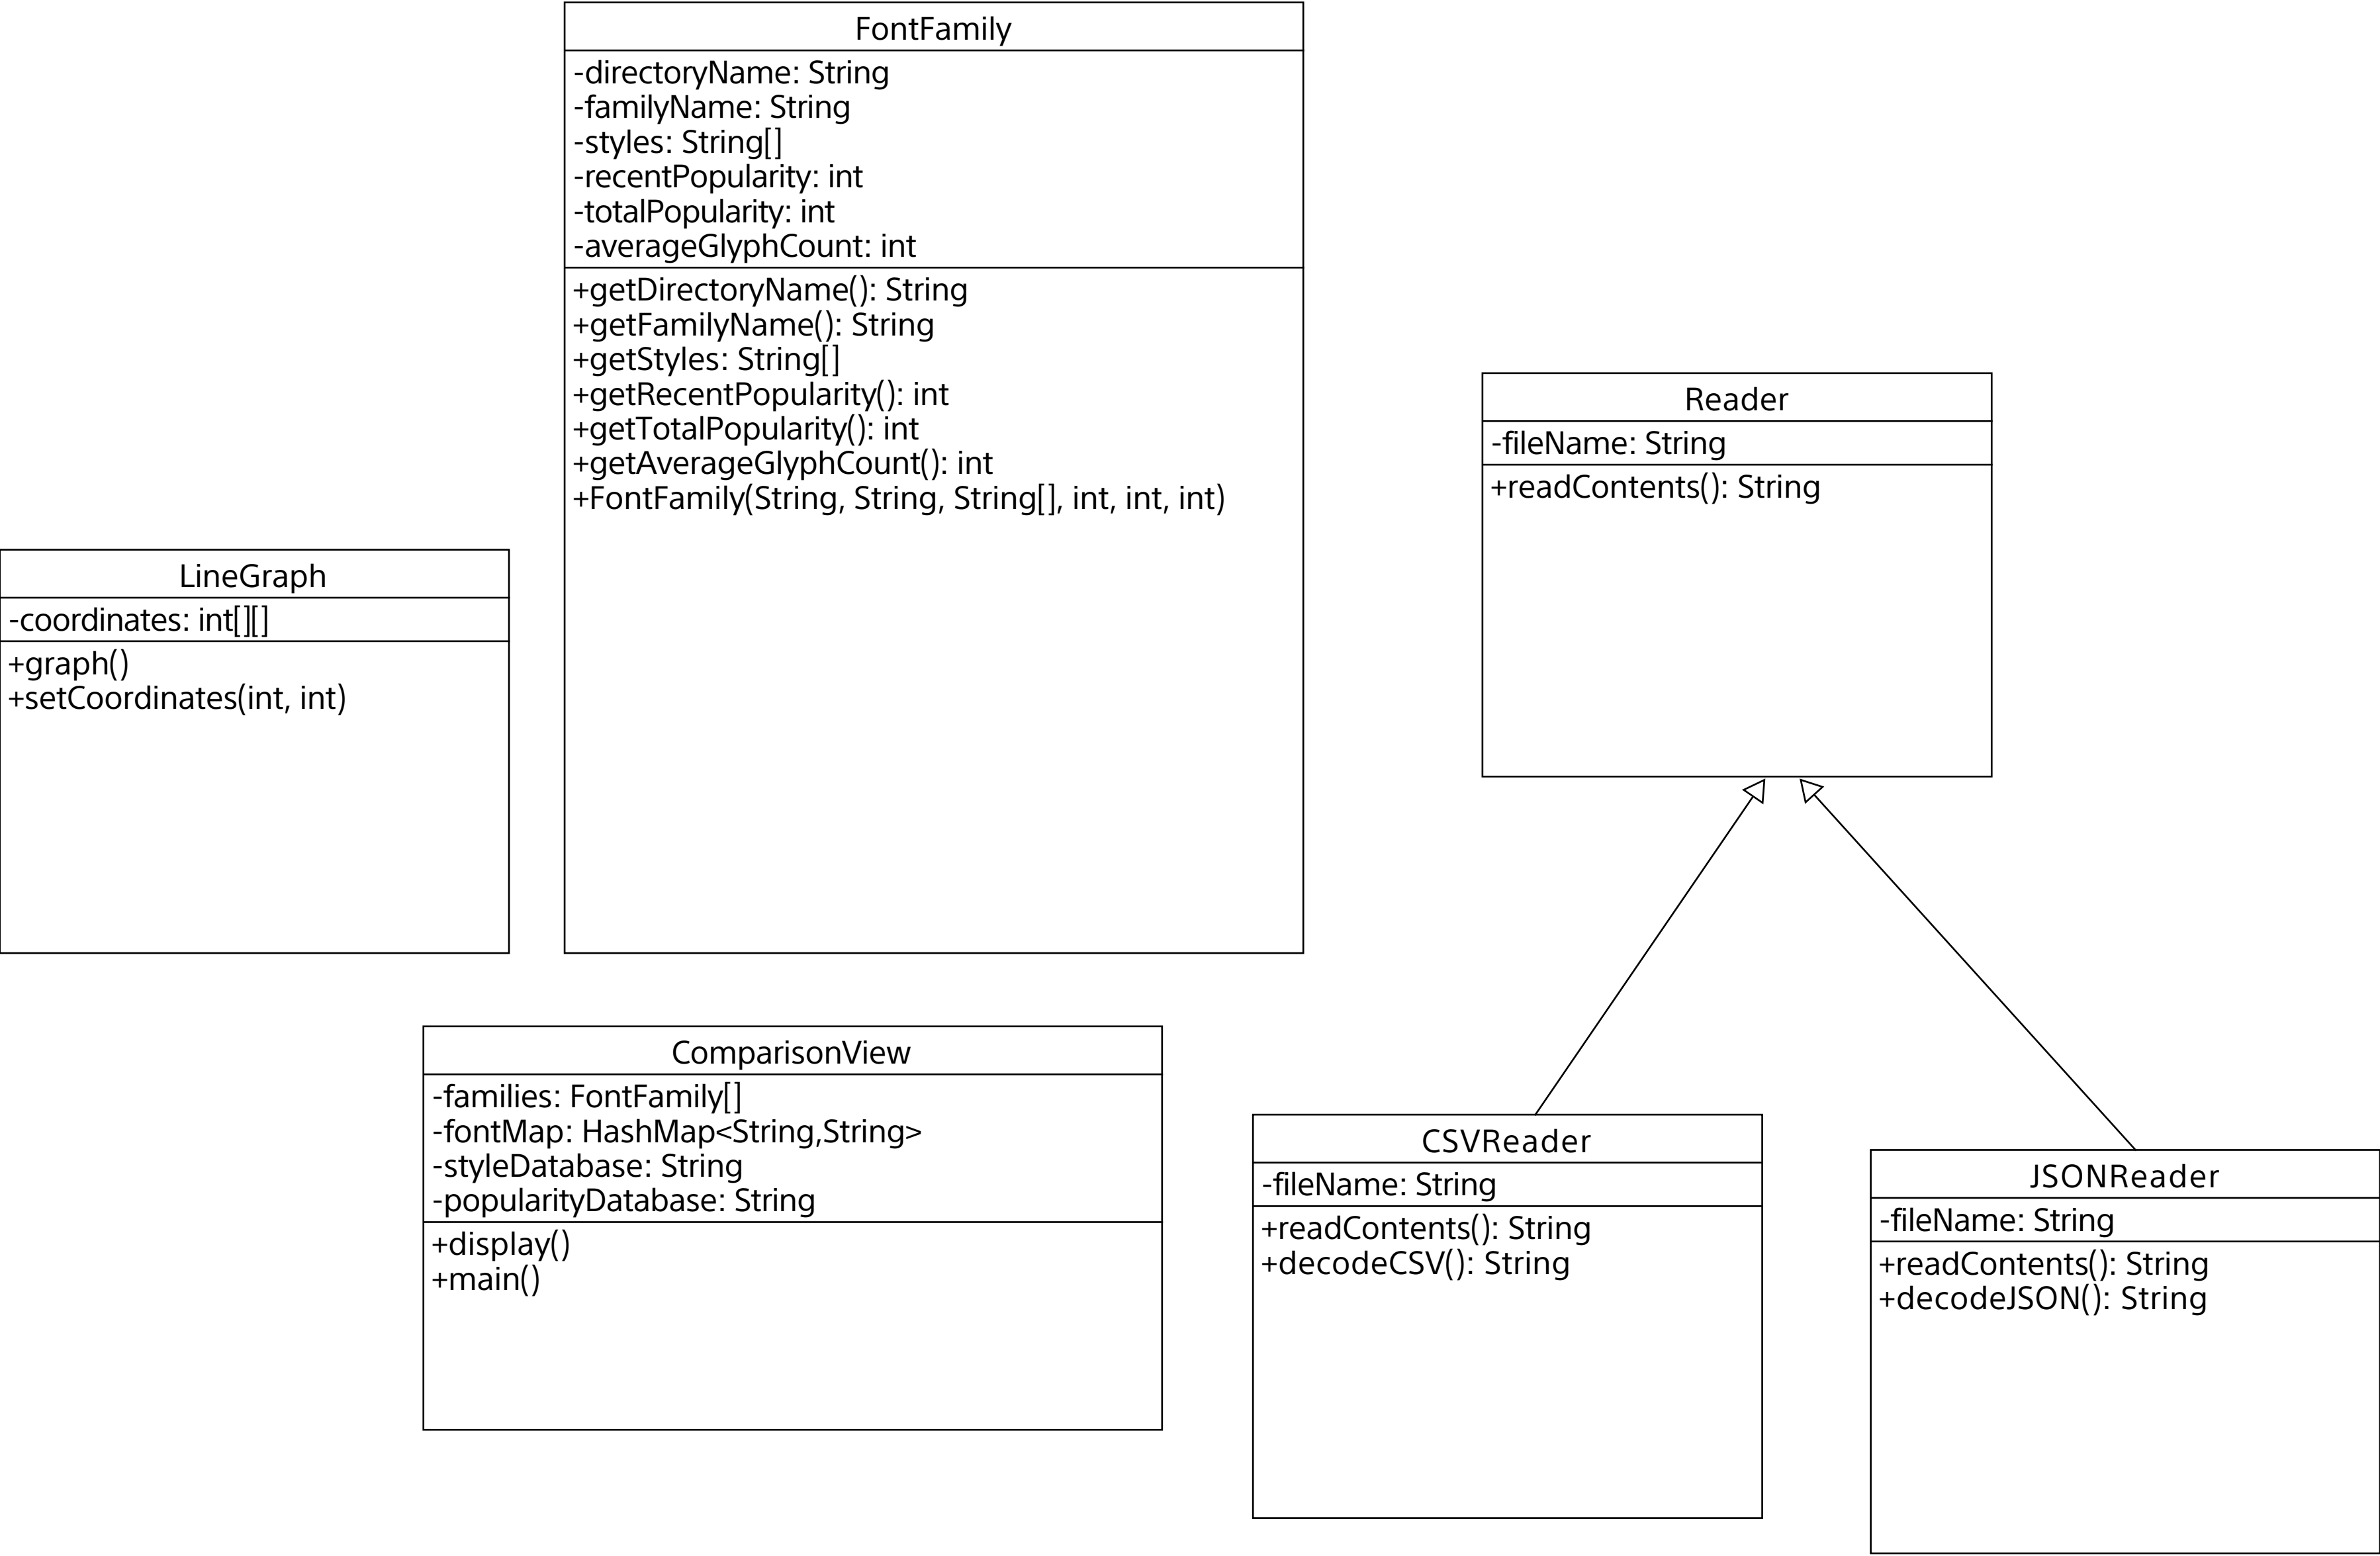 FontFamily
-directoryName: String
-familyName: String
-styles: String[]
-recentPopularity: int
-totalPopularity: int
-averageGlyphCount: int
+getDirectoryName(): String
+getFamilyName(): String
+getStyles: String[]
+getRecentPopularity(): int
+getTotalPopularity(): int
+getAverageGlyphCount(): int
+FontFamily(String, String, String[], int, int, int)
Reader
-fileName: String
+readContents(): String
LineGraph
-coordinates: int[][]
+graph()
+setCoordinates(int, int)
ComparisonView
-families: FontFamily[]
-fontMap: HashMap<String,String>
-styleDatabase: String
-popularityDatabase: String
+display()
+main()
CSVReader
-fileName: String
+readContents(): String
+decodeCSV(): String
JSONReader
-fileName: String
+readContents(): String
+decodeJSON(): String